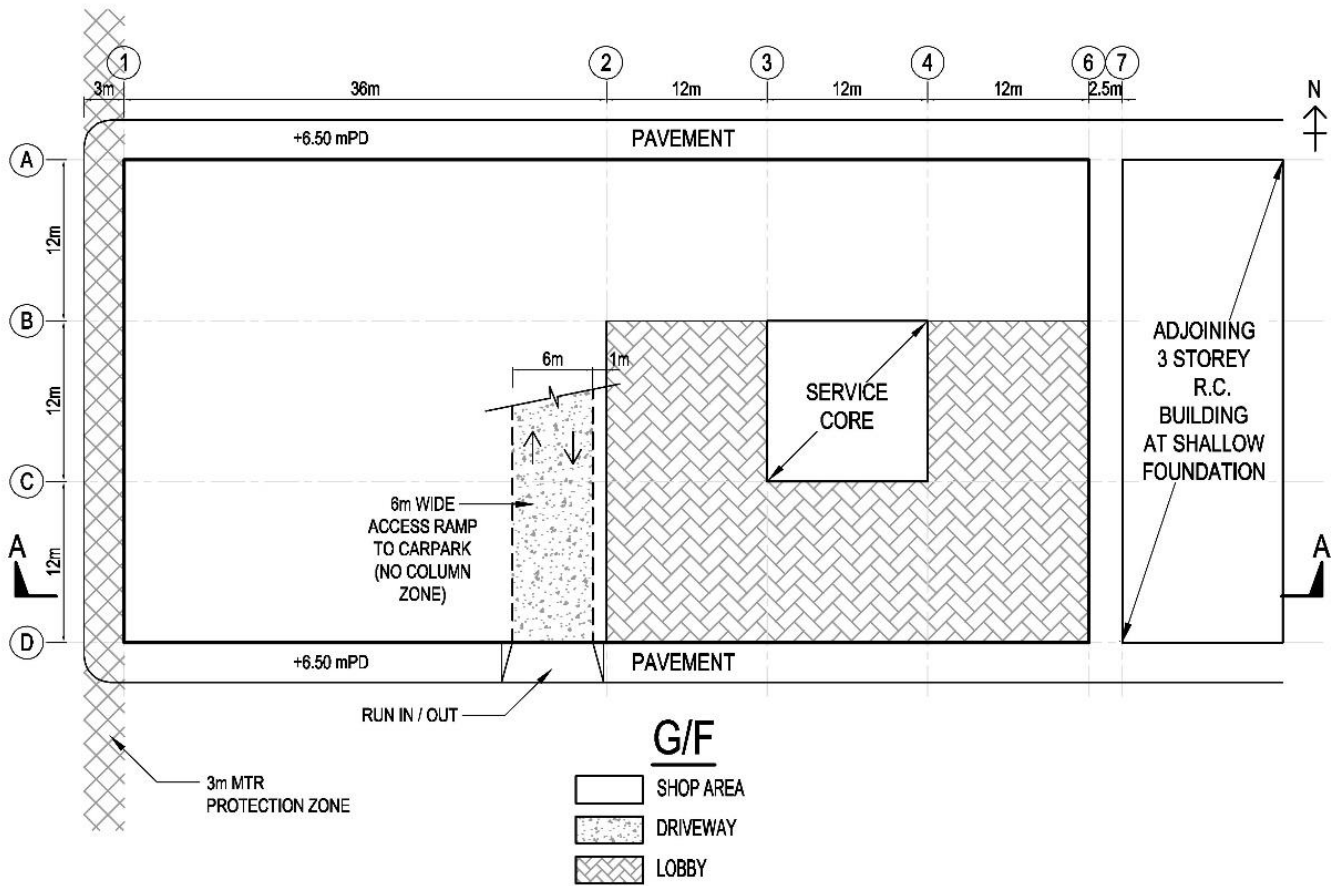 1
2
3
4
6
7
3m
36m
12m
12m
12m
2.5m
N
+6.50 mPD
PAVEMENT
A
B
C
D
12m
12m
12m
6m
1m
SERVICE
CORE
ADJOINING
3 STOREY
R.C.
BUILDING
AT SHALLOW
FOUNDATION
6m WIDE
ACCESS RAMP
TO CARPARK
(NO COLUMN
ZONE)
A
A
+6.50 mPD
PAVEMENT
RUN IN / OUT
3m MTR
PROTECTION ZONE
G/F
SHOP AREA
DRIVEWAY
LOBBY